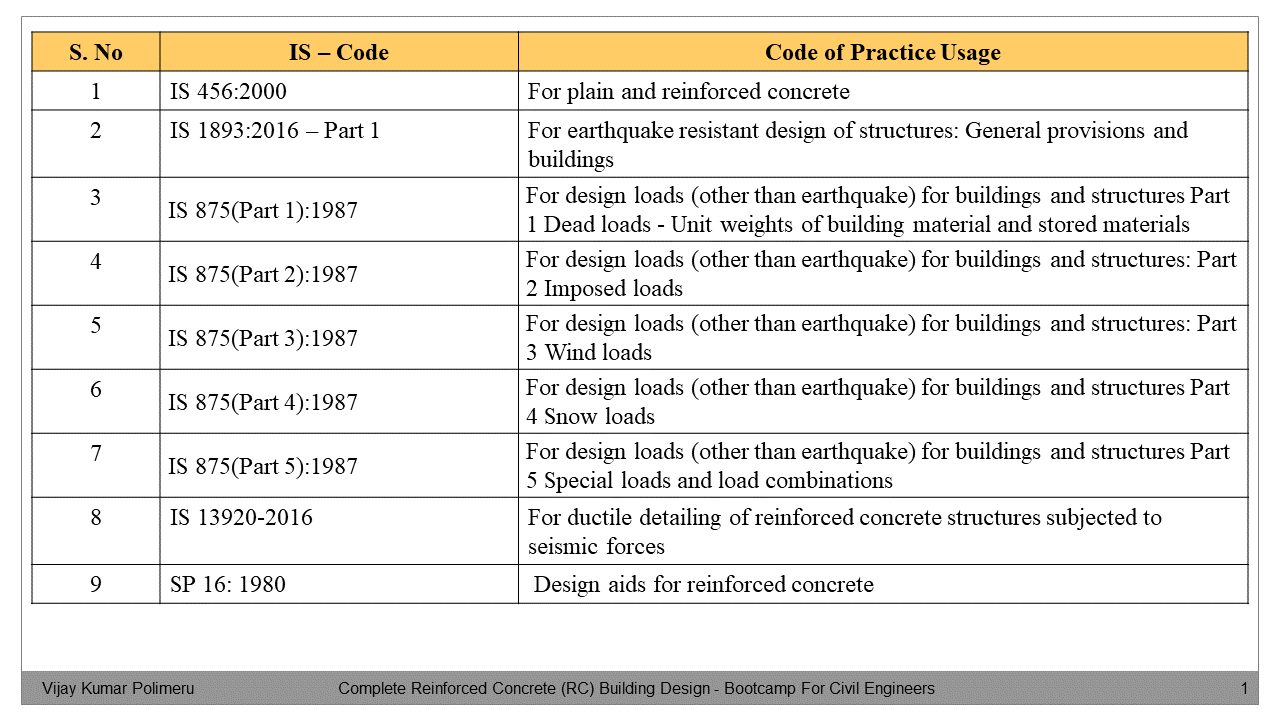 S. No IS – Code Code of Practice Usage
1 IS 456:2000 For plain and reinforced concrete
2 IS 1893:2016 – Part 1 For earthquake resistant design of structures: General provisions and
buildings
3 IS 875(Part 1):1987 For design loads (other than earthquake) for buildings and structures Part
1 Dead loads - Unit weights of building material and stored materials
4 IS 875(Part 2):1987 For design loads (other than earthquake) for buildings and structures: Part
2 Imposed loads
5 IS 875(Part 3):1987 For design loads (other than earthquake) for buildings and structures: Part
3 Wind loads
6 IS 875(Part 4):1987 For design loads (other than earthquake) for buildings and structures Part
4 Snow loads
7 IS 875(Part 5):1987 For design loads (other than earthquake) for buildings and structures Part
5 Special loads and load combinations
8 IS 13920-2016 For ductile detailing of reinforced concrete structures subjected to
seismic forces
9 SP 16: 1980 Design aids for reinforced concrete
Vijay Kumar Polimeru Complete Reinforced Concrete (RC) Building Design - Bootcamp For Civil Engineers 1